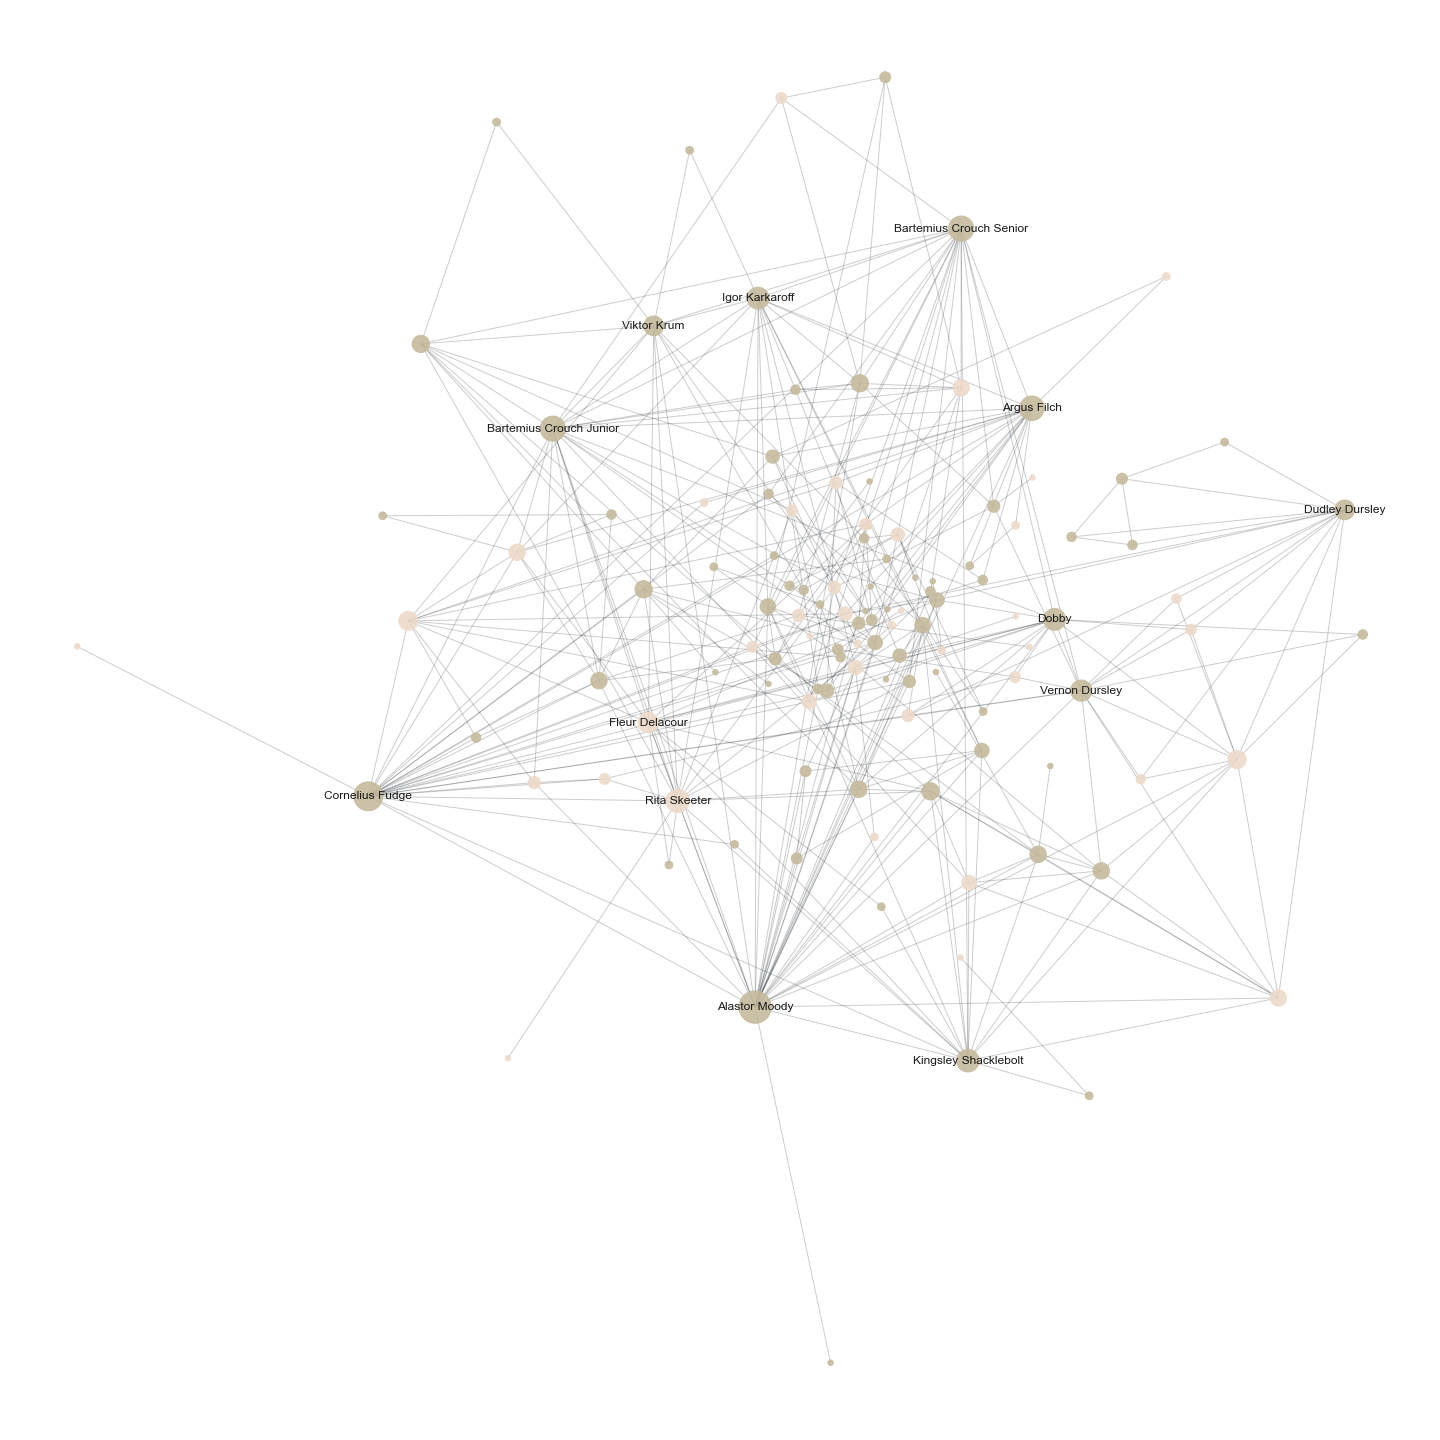 Bartemius Crouch Senior
Igor Karkaroff
Viktor Krum
Argus Filch
Bartemius Crouch Junior
Dudley Dursley
Dobby
Vernon Dursley
Fleur Delacour
Cornelius Fudge
Rita Skeeter
Alastor Moody
Kingsley Shacklebolt